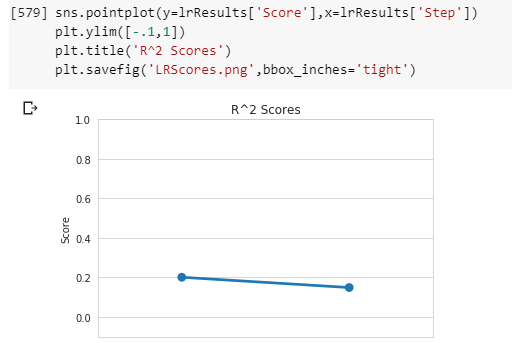 [579] sns.pointplot(y=lrResults['Score'],x=lrResults['Step'])
plt.ylim([-.1,1])
plt.title('R^2 Scores')
plt.savefig('LRScores.png',bbox_inches='tight')
R^2 Scores
1.0
0.8
0.6
Score
0.4
0.2
0.0